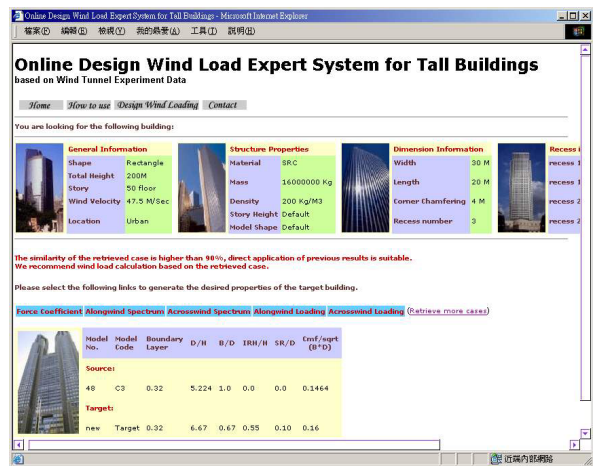 Online Design Wind Load Expert System for Tall Buildings - Microsoft Internet Explorer
檔案(F) 編輯(E) 檢視(V) 我的最愛(A) 工具(T) 說明(H)
Online Design Wind Load Expert System for Tall Buildings
based on Wind Tunnel Experiment Data
Home How to use Design Wind Loading Contact
You are looking for the following building:
General Information
Shape Rectangle
Total Height 200M
Story 50 floor
Wind Velocity 47.5 M/Sec
Location Urban
Structure Properties
Material SRC
Mass 16000000 Kg
Density 200 Kg/M3
Story Height Default
Model Shape Default
Dimension Information
Width 30 M
Length 20 M
Corner Chamfering 4 M
Recess number 3
Recess
recess 1
recess 1
recess 2
recess 2
The similarity of the retrieved case is higher than 90%, direct application of previous results is suitable.
We recommend wind load calculation based on the retrieved case.
Please select the following links to generate the desired properties of the target building.
Force Coefficient Alongwind Spectrum Acrosswind Spectrum Alongwind Loading Acrosswind Loading (Retrieve more cases)
Model No. Model Code Boundary Layer D/H B/D IRH/H SR/D Cmf/sqrt (B*D)
Source:
48 C3 0.32 5.224 1.0 0.0 0.0 0.1464
Target:
new Target 0.32 6.67 0.67 0.55 0.10 0.16
近端內部網路